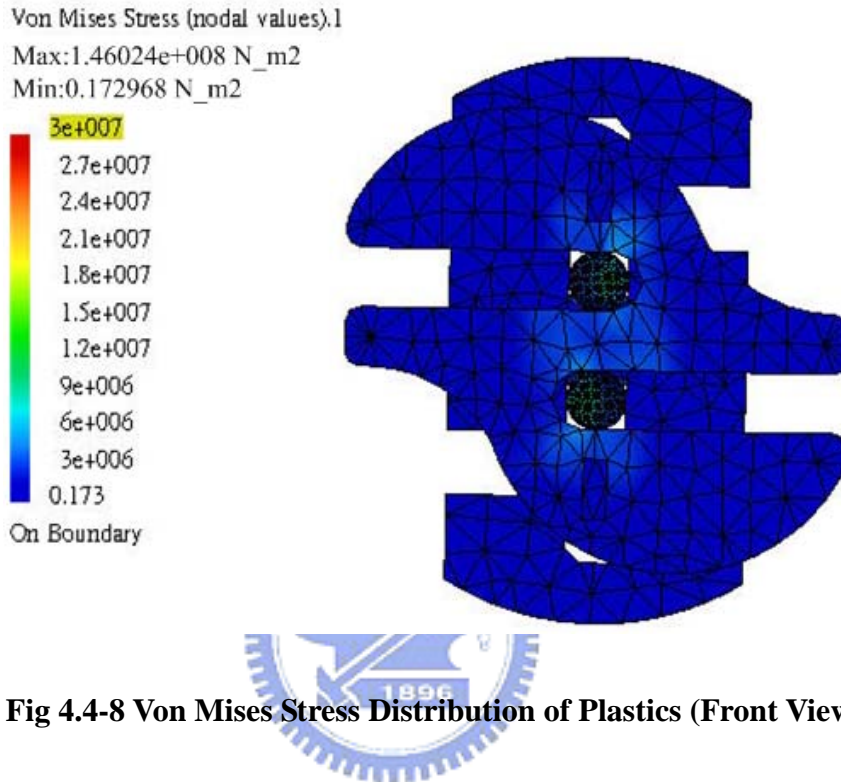 Von Mises Stress (nodal values).1
Max:1.46024e+008 N_m2
Min:0.172968 N_m2
3e+007
2.7e+007
2.4e+007
2.1e+007
1.8e+007
1.5e+007
1.2e+007
9e+006
6e+006
3e+006
0.173
On Boundary
1896
Fig 4.4-8 Von Mises Stress Distribution of Plastics (Front View